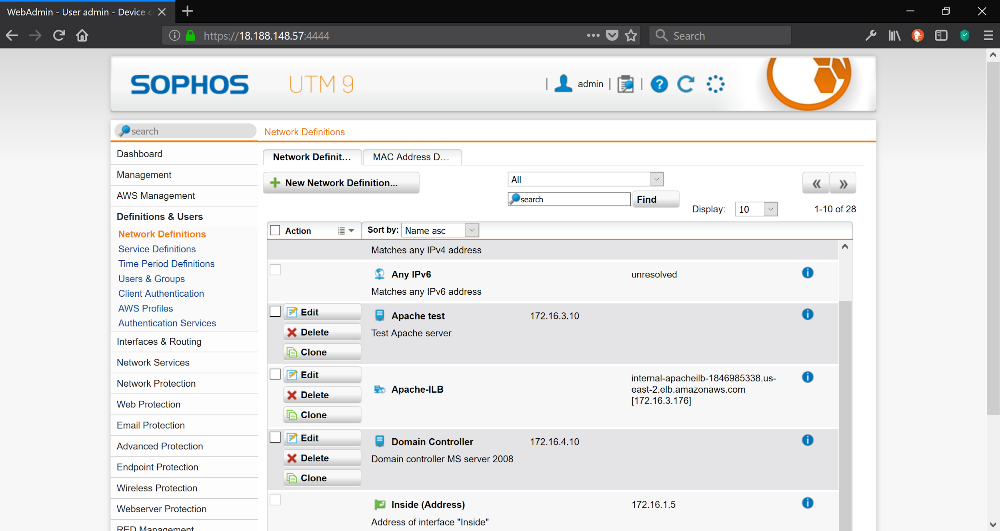 WebAdmin - User admin - Device c
https://18.188.148.57:4444
Search
SOPHOS UTM 9
admin
search
Network Definitions
Dashboard
Management
AWS Management
Definitions & Users
Network Definitions
Service Definitions
Time Period Definitions
Users & Groups
Client Authentication
AWS Profiles
Authentication Services
Interfaces & Routing
Network Services
Network Protection
Web Protection
Email Protection
Advanced Protection
Endpoint Protection
Wireless Protection
Webserver Protection
RED Management
Network Definit...
MAC Address D...
New Network Definition...
All
search
Find
Display: 10
1-10 of 28
Action
Sort by: Name asc
Matches any IPv4 address
Any IPv6 unresolved
Matches any IPv6 address
Edit
Delete
Clone
Apache test 172.16.3.10
Test Apache server
Edit
Delete
Clone
Apache-ILB
internal-apacheilb-1846985338.us-
east-2.elb.amazonaws.com
[172.16.3.176]
Edit
Delete
Clone
Domain Controller 172.16.4.10
Domain controller MS server 2008
Inside (Address) 172.16.1.5
Address of interface "Inside"